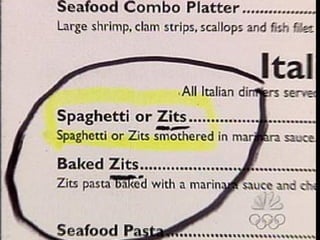 Seafood Combo Platter..................
Large shrimp, clam strips, scallops and fish filet
Ital
All Italian dinners serve
Spaghetti or Zits.........................
Spaghetti or Zits smothered in marinara sauce.
Baked Zits..................................
Zits pasta baked with a marinara sauce and che
Seafood Pasta............................